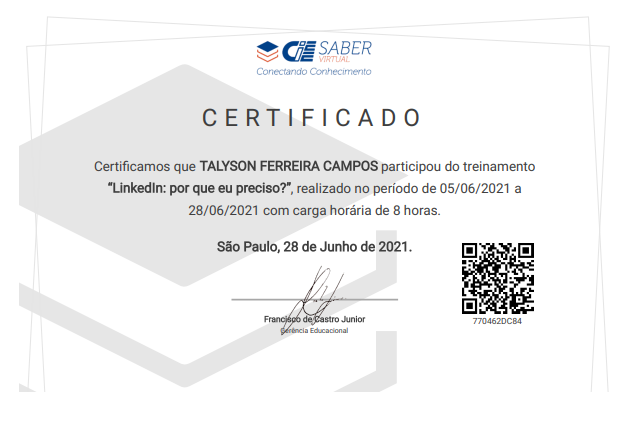 CIEE SABER
VIRTUAL
Conectando Conhecimento
CERTIFICADO
Certificamos que TALYSON FERREIRA CAMPOS participou do treinamento
“LinkedIn: por que eu preciso?”, realizado no período de 05/06/2021 a
28/06/2021 com carga horária de 8 horas.
São Paulo, 28 de Junho de 2021.
Francisco de Castro Junior
Gerência Educacional
770462DC84